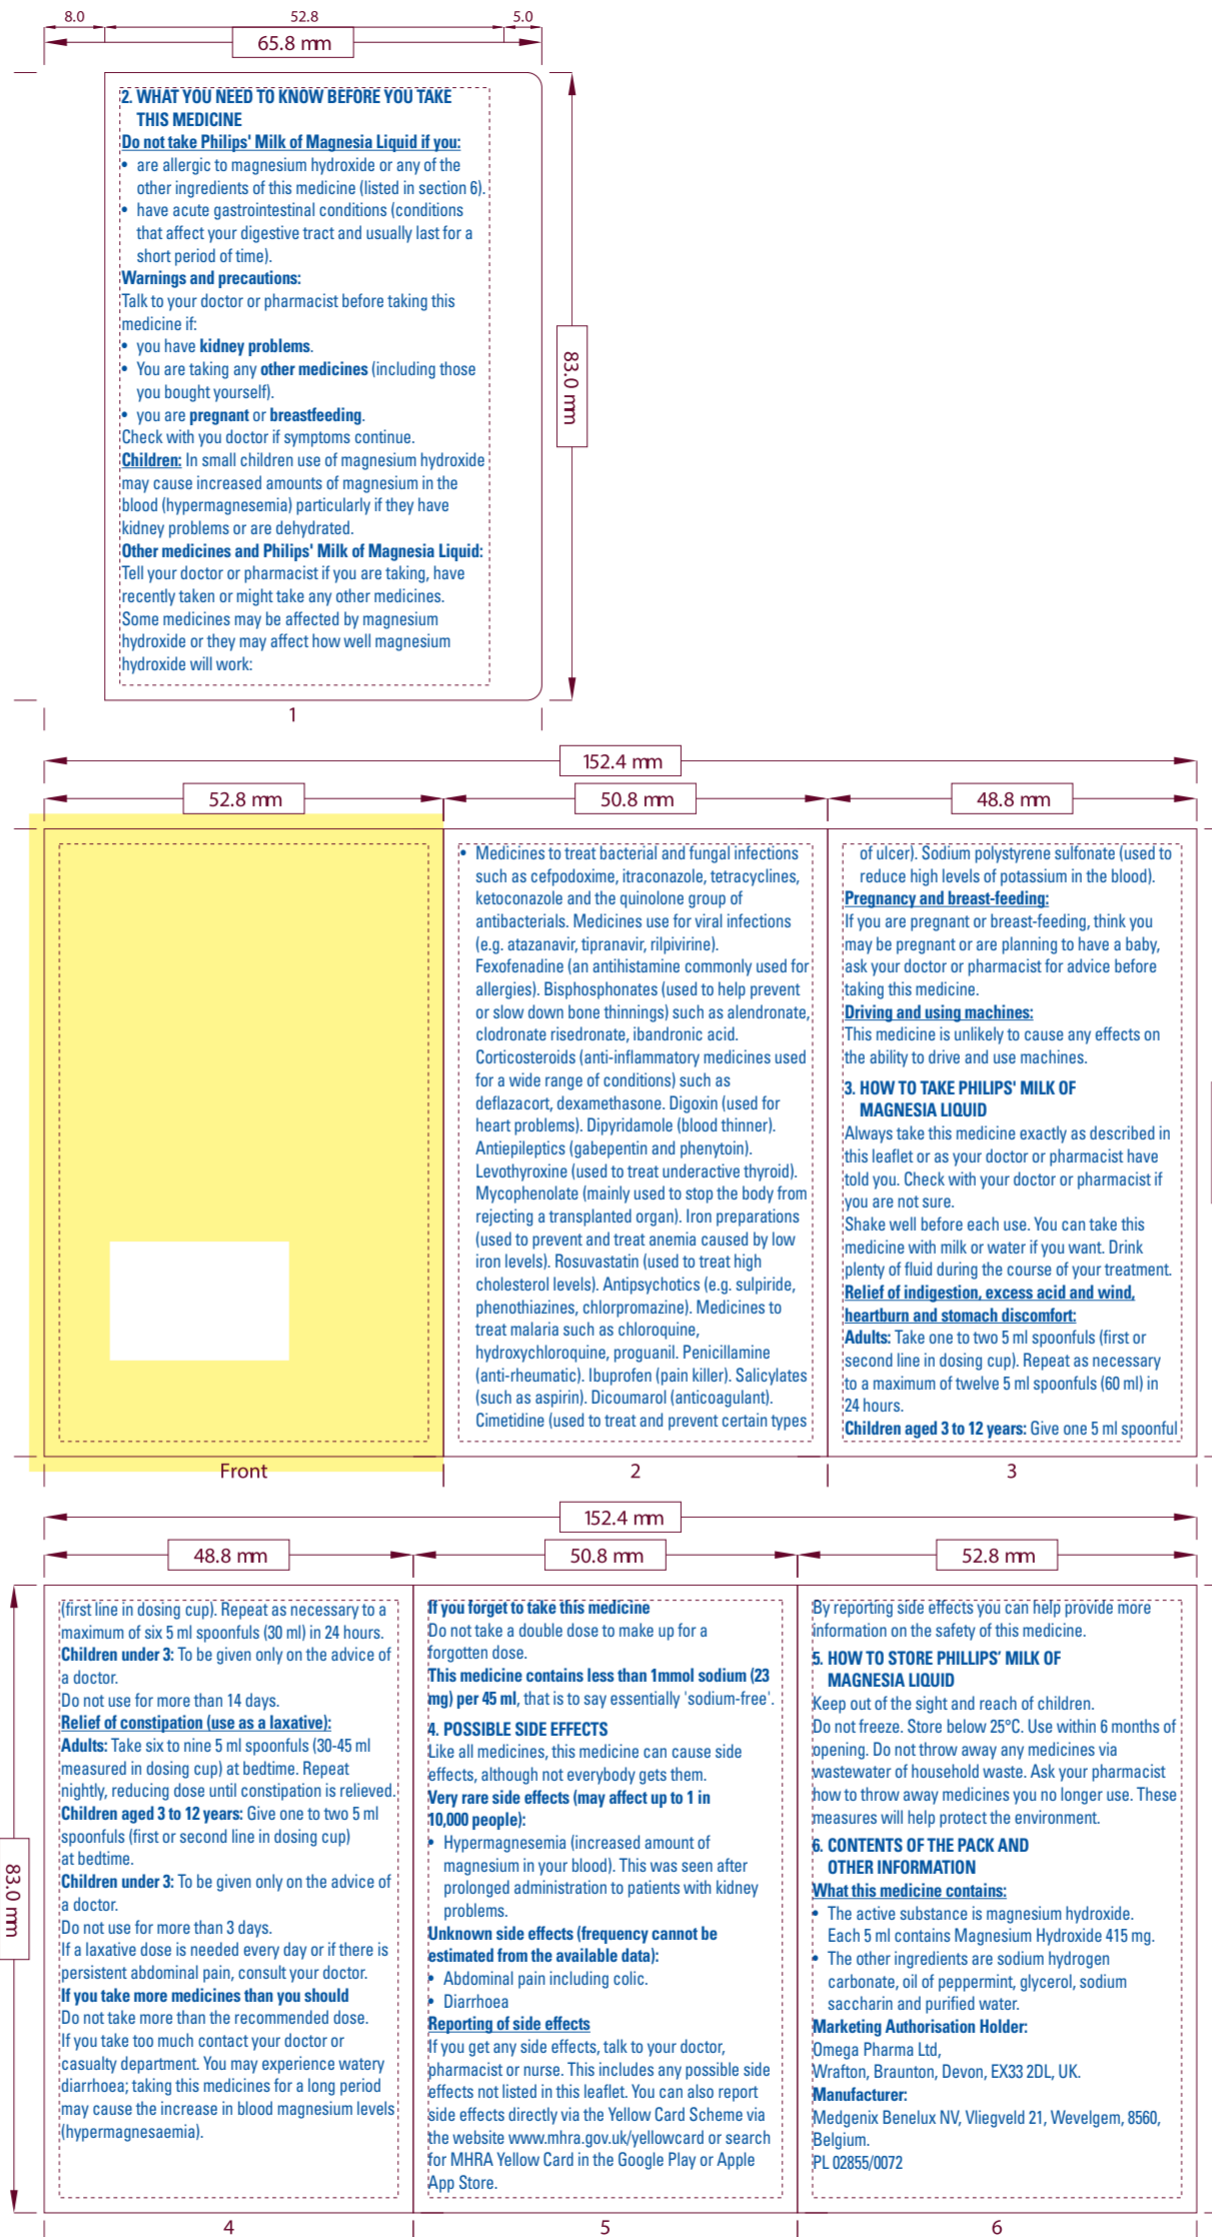 8.0
52.8
5.0
65.8 mm
2. WHAT YOU NEED TO KNOW BEFORE YOU TAKE
THIS MEDICINE
Do not take Philips' Milk of Magnesia Liquid if you:
• are allergic to magnesium hydroxide or any of the
other ingredients of this medicine (listed in section 6).
• have acute gastrointestinal conditions (conditions
that affect your digestive tract and usually last for a
short period of time).
Warnings and precautions:
Talk to your doctor or pharmacist before taking this
medicine if:
• you have kidney problems.
• You are taking any other medicines (including those
you bought yourself).
• you are pregnant or breastfeeding.
Check with you doctor if symptoms continue.
Children: In small children use of magnesium hydroxide
may cause increased amounts of magnesium in the
blood (hypermagnesemia) particularly if they have
kidney problems or are dehydrated.
Other medicines and Philips' Milk of Magnesia Liquid:
Tell your doctor or pharmacist if you are taking, have
recently taken or might take any other medicines.
Some medicines may be affected by magnesium
hydroxide or they may affect how well magnesium
hydroxide will work:
83.0 mm
1
152.4 mm
52.8 mm
50.8 mm
48.8 mm
Front
• Medicines to treat bacterial and fungal infections
such as cefpodoxime, itraconazole, tetracyclines,
ketoconazole and the quinolone group of
antibacterials. Medicines use for viral infections
(e.g. atazanavir, tipranavir, rilpivirine).
Fexofenadine (an antihistamine commonly used for
allergies). Bisphosphonates (used to help prevent
or slow down bone thinnings) such as alendronate,
clodronate risedronate, ibandronic acid.
Corticosteroids (anti-inflammatory medicines used
for a wide range of conditions) such as
deflazacort, dexamethasone. Digoxin (used for
heart problems). Dipyridamole (blood thinner).
Antiepileptics (gabepentin and phenytoin).
Levothyroxine (used to treat underactive thyroid).
Mycophenolate (mainly used to stop the body from
rejecting a transplanted organ). Iron preparations
(used to prevent and treat anemia caused by low
iron levels). Rosuvastatin (used to treat high
cholesterol levels). Antipsychotics (e.g. sulpiride,
phenothiazines, chlorpromazine). Medicines to
treat malaria such as chloroquine,
hydroxychloroquine, proguanil. Penicillamine
(anti-rheumatic). Ibuprofen (pain killer). Salicylates
(such as aspirin). Dicoumarol (anticoagulant).
Cimetidine (used to treat and prevent certain types
2
of ulcer). Sodium polystyrene sulfonate (used to
reduce high levels of potassium in the blood).
Pregnancy and breast-feeding:
If you are pregnant or breast-feeding, think you
may be pregnant or are planning to have a baby,
ask your doctor or pharmacist for advice before
taking this medicine.
Driving and using machines:
This medicine is unlikely to cause any effects on
the ability to drive and use machines.
3. HOW TO TAKE PHILIPS' MILK OF
MAGNESIA LIQUID
Always take this medicine exactly as described in
this leaflet or as your doctor or pharmacist have
told you. Check with your doctor or pharmacist if
you are not sure.
Shake well before each use. You can take this
medicine with milk or water if you want. Drink
plenty of fluid during the course of your treatment.
Relief of indigestion, excess acid and wind,
heartburn and stomach discomfort:
Adults: Take one to two 5 ml spoonfuls (first or
second line in dosing cup). Repeat as necessary
to a maximum of twelve 5 ml spoonfuls (60 ml) in
24 hours.
Children aged 3 to 12 years: Give one 5 ml spoonful
3
152.4 mm
48.8 mm
50.8 mm
52.8 mm
83.0 mm
(first line in dosing cup). Repeat as necessary to a
maximum of six 5 ml spoonfuls (30 ml) in 24 hours.
Children under 3: To be given only on the advice of
a doctor.
Do not use for more than 14 days.
Relief of constipation (use as a laxative):
Adults: Take six to nine 5 ml spoonfuls (30-45 ml
measured in dosing cup) at bedtime. Repeat
nightly, reducing dose until constipation is relieved.
Children aged 3 to 12 years: Give one to two 5 ml
spoonfuls (first or second line in dosing cup)
at bedtime.
Children under 3: To be given only on the advice of
a doctor.
Do not use for more than 3 days.
If a laxative dose is needed every day or if there is
persistent abdominal pain, consult your doctor.
If you take more medicines than you should
Do not take more than the recommended dose.
If you take too much contact your doctor or
casualty department. You may experience watery
diarrhoea; taking this medicines for a long period
may cause the increase in blood magnesium levels
(hypermagnesaemia).
4
If you forget to take this medicine
Do not take a double dose to make up for a
forgotten dose.
This medicine contains less than 1mmol sodium (23
mg) per 45 ml, that is to say essentially 'sodium-free'.
4. POSSIBLE SIDE EFFECTS
Like all medicines, this medicine can cause side
effects, although not everybody gets them.
Very rare side effects (may affect up to 1 in
10,000 people):
• Hypermagnesemia (increased amount of
magnesium in your blood). This was seen after
prolonged administration to patients with kidney
problems.
Unknown side effects (frequency cannot be
estimated from the available data):
• Abdominal pain including colic.
• Diarrhoea
Reporting of side effects
If you get any side effects, talk to your doctor,
pharmacist or nurse. This includes any possible side
effects not listed in this leaflet. You can also report
side effects directly via the Yellow Card Scheme via
the website www.mhra.gov.uk/yellowcard or search
for MHRA Yellow Card in the Google Play or Apple
App Store.
5
By reporting side effects you can help provide more
information on the safety of this medicine.
5. HOW TO STORE PHILLIPS' MILK OF
MAGNESIA LIQUID
Keep out of the sight and reach of children.
Do not freeze. Store below 25°C. Use within 6 months of
opening. Do not throw away any medicines via
wastewater of household waste. Ask your pharmacist
how to throw away medicines you no longer use. These
measures will help protect the environment.
6. CONTENTS OF THE PACK AND
OTHER INFORMATION
What this medicine contains:
• The active substance is magnesium hydroxide.
Each 5 ml contains Magnesium Hydroxide 415 mg.
• The other ingredients are sodium hydrogen
carbonate, oil of peppermint, glycerol, sodium
saccharin and purified water.
Marketing Authorisation Holder:
Omega Pharma Ltd,
Wrafton, Braunton, Devon, EX33 2DL, UK.
Manufacturer:
Medgenix Benelux NV, Vliegveld 21, Wevelgem, 8560,
Belgium.
PL 02855/0072
6